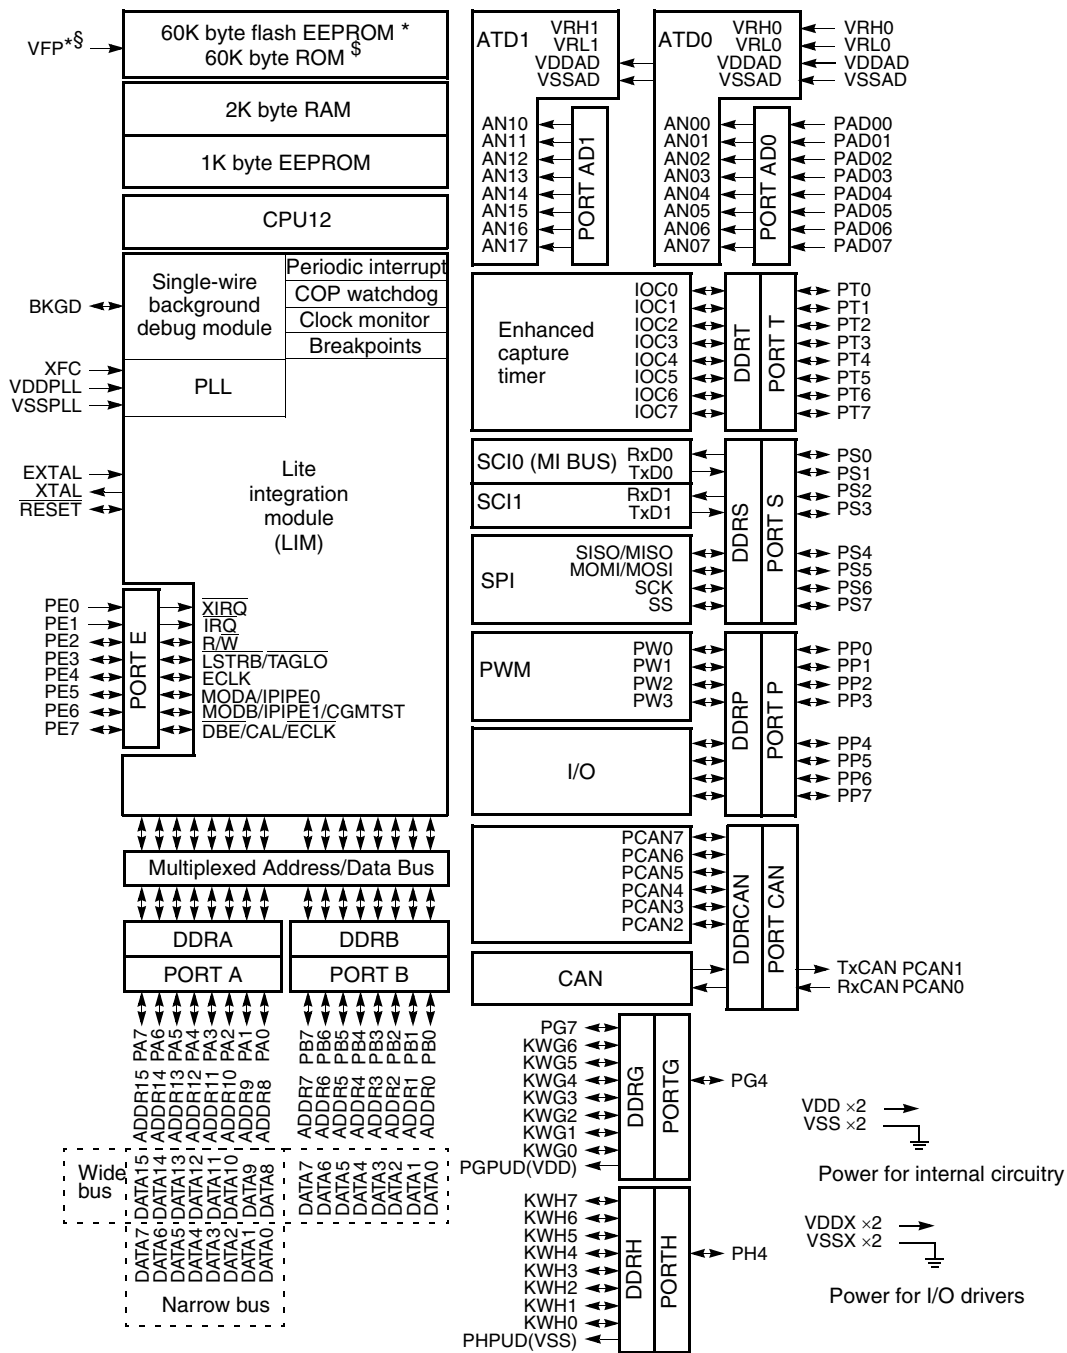 VFP*§
60K byte flash EEPROM *
60K byte ROM $
2K byte RAM
1K byte EEPROM
CPU12
Single-wire
background
debug module
Periodic interrupt
COP watchdog
Clock monitor
Breakpoints
BKGD
XFC
VDDPLL
VSSPLL
PLL
EXTAL
XTAL
RESET
Lite
integration
module
(LIM)
PE0
PE1
PE2
PE3
PE4
PE5
PE6
PE7
PORT E
XIRQ
IRQ
R/W
LSTRB/TAGLO
ECLK
MODA/IPIPE0
MODB/IPIPE1/CGMTST
DBE/CAL/ECLK
Multiplexed Address/Data Bus
DDRA
DDRB
PORT A
PORT B
PA7
PA6
PA5
PA4
PA3
PA2
PA1
PA0
PB7
PB6
PB5
PB4
PB3
PB2
PB1
PB0
ADDR15
ADDR14
ADDR13
ADDR12
ADDR11
ADDR10
ADDR9
ADDR8
ADDR7
ADDR6
ADDR5
ADDR4
ADDR3
ADDR2
ADDR1
ADDR0
Wide
bus
DATA15
DATA14
DATA13
DATA12
DATA11
DATA10
DATA9
DATA8
DATA7
DATA6
DATA5
DATA4
DATA3
DATA2
DATA1
DATA0
DATA7
DATA6
DATA5
DATA4
DATA3
DATA2
DATA1
DATA0
Narrow bus
ATD1
VRH1
VRL1
VDDAD
VSSAD
AN10
AN11
AN12
AN13
AN14
AN15
AN16
AN17
PORT AD1
ATD0
VRH0
VRL0
VDDAD
VSSAD
VRH0
VRL0
VDDAD
VSSAD
AN00
AN01
AN02
AN03
AN04
AN05
AN06
AN07
PORT AD0
PAD00
PAD01
PAD02
PAD03
PAD04
PAD05
PAD06
PAD07
Enhanced
capture
timer
IOC0
IOC1
IOC2
IOC3
IOC4
IOC5
IOC6
IOC7
DDRT
PORT T
PT0
PT1
PT2
PT3
PT4
PT5
PT6
PT7
SCI0 (MI BUS)
RxD0
TxD0
SCI1
RxD1
TxD1
SPI
SISO/MISO
MOMI/MOSI
SCK
SS
DDRS
PORT S
PS0
PS1
PS2
PS3
PS4
PS5
PS6
PS7
PWM
PW0
PW1
PW2
PW3
I/O
DDRP
PORT P
PP0
PP1
PP2
PP3
PP4
PP5
PP6
PP7
PCAN7
PCAN6
PCAN5
PCAN4
PCAN3
PCAN2
CAN
DDRCAN
PORT CAN
TxCAN PCAN1
RxCAN PCAN0
PG7
KWG6
KWG5
KWG4
KWG3
KWG2
KWG1
KWG0
PGPUD(VDD)
DDRG
PORTG
PG4
KWH7
KWH6
KWH5
KWH4
KWH3
KWH2
KWH1
KWH0
PHPUD(VSS)
DDRH
PORTH
PH4
VDD ×2
VSS ×2
Power for internal circuitry
VDDX ×2
VSSX ×2
Power for I/O drivers